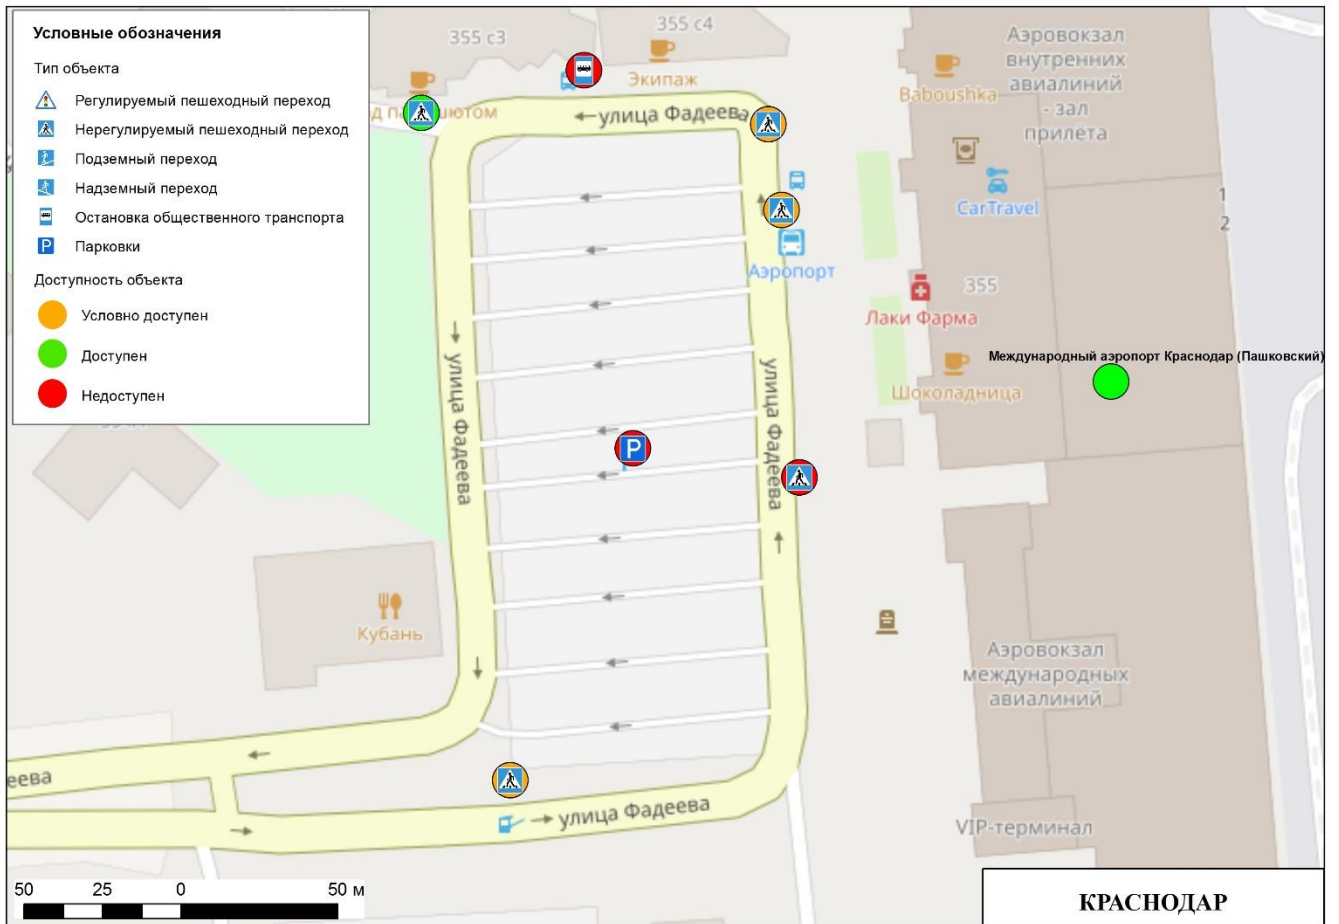 Условные обозначения
Тип объекта
Регулируемый пешеходный переход
Нерегулируемый пешеходный переход
Подземный переход
Надземный переход
Остановка общественного транспорта
P Парковки
Доступность объекта
Условно доступен
Доступен
Недоступен
355 с3
355 с4
Экипаж
ютом
улица Фадеева
Baboushka
Аэровокзал
внутренних
авиалиний
- зал
прилёта
CarTravel
1
2
Аэропорт
355
Лаки Фарма
Международный аэропорт Краснодар (Пашковский)
Шоколадница
улица Фадеева
улица Фадеева
P
Кубань
Аэровокзал
международных
авиалиний
еева
улица Фадеева
VIP-терминал
50 25 0 50 м
КРАСНОДАР